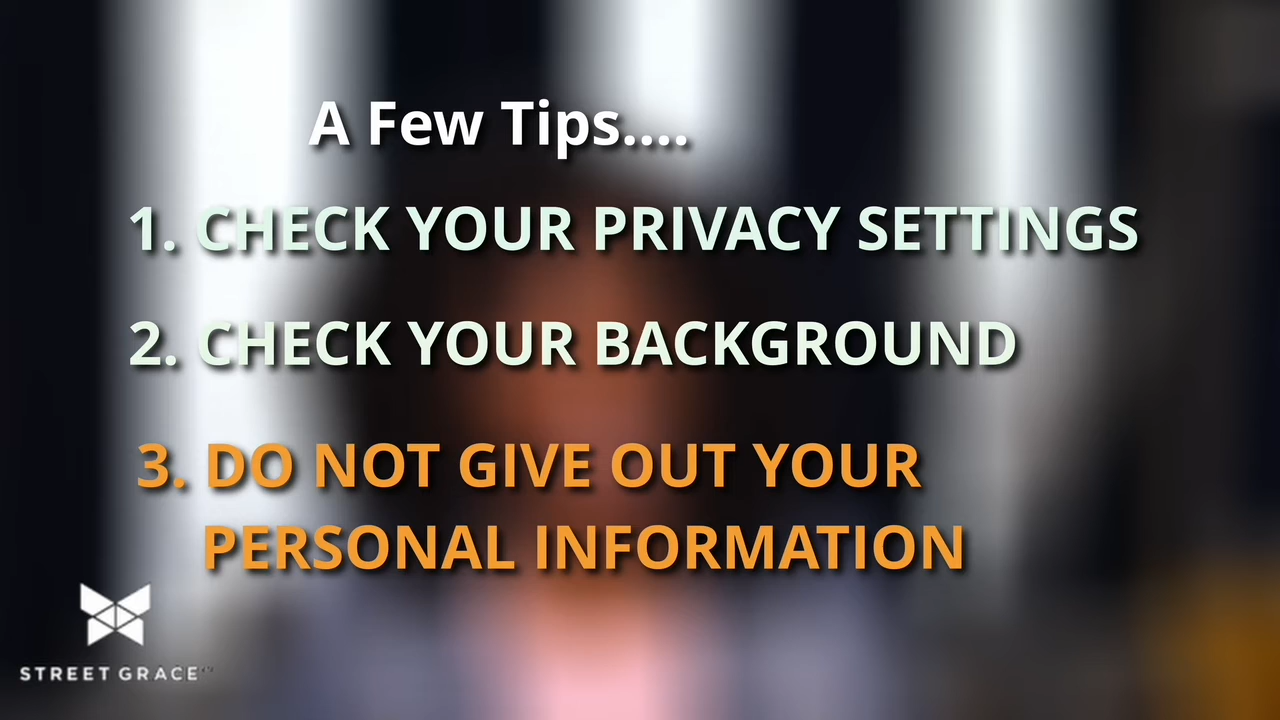 A Few Tips....
1. CHECK YOUR PRIVACY SETTINGS
2. CHECK YOUR BACKGROUND
3. DO NOT GIVE OUT YOUR
PERSONAL INFORMATION
STREET GRACE